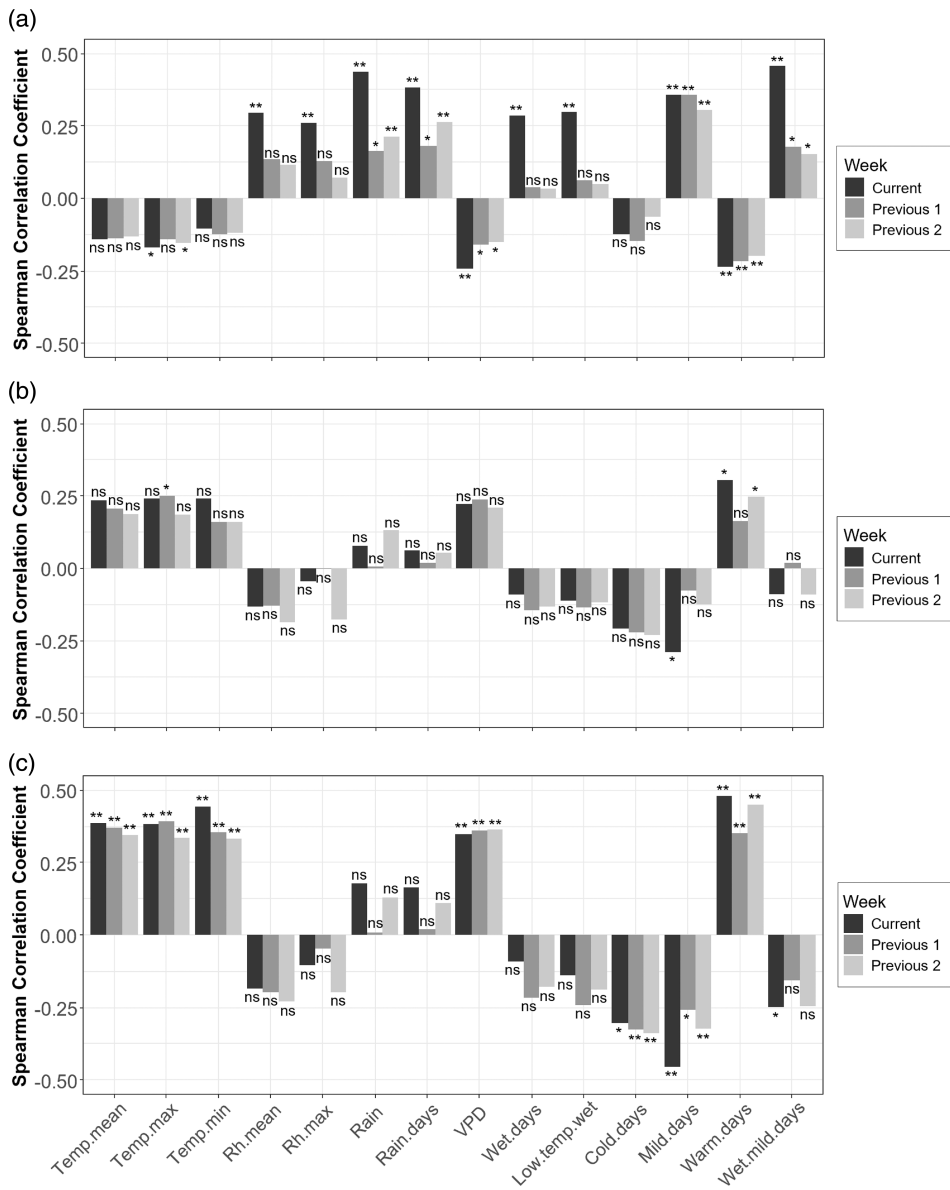 (a)
Spearman Correlation Coefficient
0.50
0.25
0.00
-0.25
-0.50
ns ns ns
* ns *
ns ns ns
** ns ns
** ns ns
** * **
** * **
** * *
** ns ns
** ns ns
ns ns ns
** ** **
** ** **
** * *
Week
Current
Previous 1
Previous 2
(b)
Spearman Correlation Coefficient
0.50
0.25
0.00
-0.25
-0.50
ns ns ns
ns * ns
ns ns ns
ns ns ns
ns ns ns
ns ns ns
ns ns ns
ns ns ns
ns ns ns
ns ns ns
ns ns ns
* ns ns
* ns *
ns ns ns
Week
Current
Previous 1
Previous 2
(c)
Spearman Correlation Coefficient
0.50
0.25
0.00
-0.25
-0.50
** ** **
** ** **
** ** **
ns ns ns
ns ns ns
ns ns ns
ns ns ns
** ** **
ns ns ns
ns ns ns
* ** **
** * **
** ** **
* ns ns
Week
Current
Previous 1
Previous 2
Temp.mean
Temp.max
Temp.min
Rh.mean
Rh.max
Rain
Rain.days
VPD
Wet.days
Low.temp.wet
Cold.days
Mild.days
Warm.days
Wet.mild.days